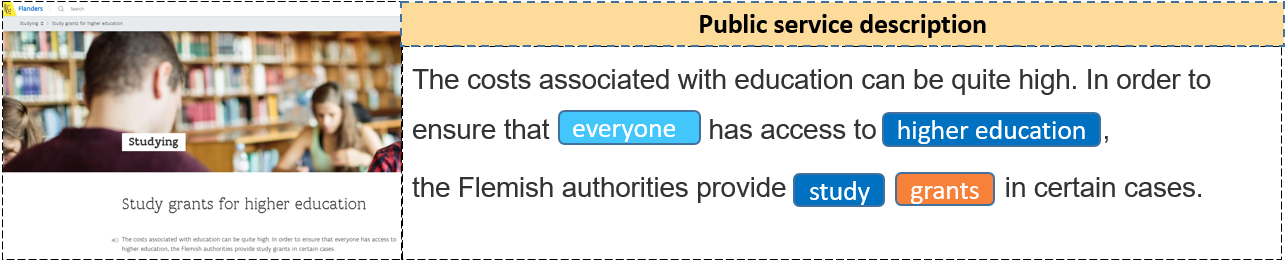 Flanders
Search
Studying
Study grants for higher education
Studying
Study grants for higher education
The costs associated with education can be quite high. In order to ensure that everyone has access to
higher education, the Flemish authorities provide study grants in certain cases.
Public service description
The costs associated with education can be quite high. In order to
ensure that everyone has access to higher education,
the Flemish authorities provide study grants in certain cases.